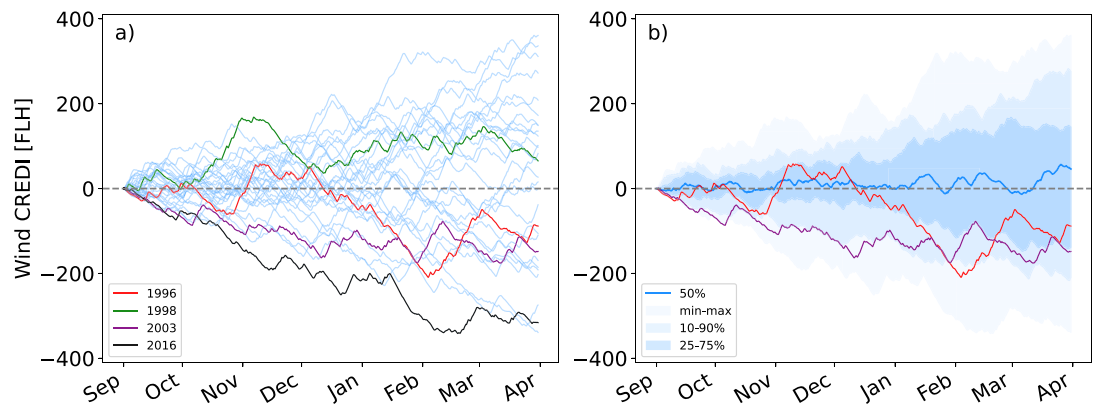 Wind CREDI [FLH]
400
200
0
−200
−400
a)
1996
1998
2003
2016
Sep
Oct
Nov
Dec
Jan
Feb
Mar
Apr
400
200
0
−200
−400
b)
50%
min-max
10-90%
25-75%
Sep
Oct
Nov
Dec
Jan
Feb
Mar
Apr